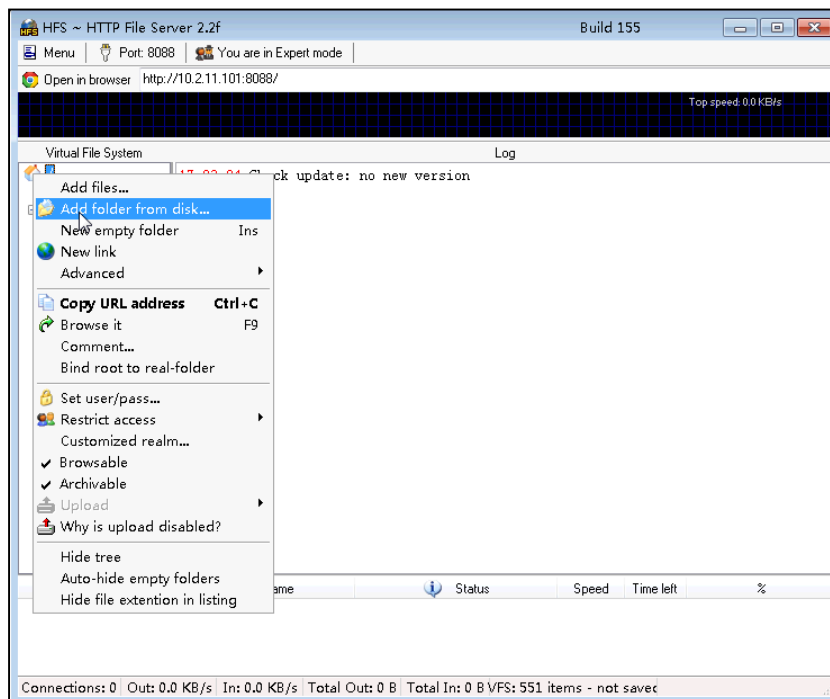 HFS ~ HTTP File Server 2.2f Build 155
Menu Port: 8088 You are in Expert mode
Open in browser http://10.2.11.101:8088/
Top speed: 0.0 KB/s
Virtual File System Log
Check update: no new version
Add files...
Add folder from disk...
New empty folder Ins
New link
Advanced
Copy URL address Ctrl+C
Browse it F9
Comment...
Bind root to real-folder
Set user/pass...
Restrict access
Customized realm...
Browsable
Archivable
Upload
Why is upload disabled?
Hide tree
Auto-hide empty folders
Hide file extention in listing
Status Speed Time left %
Connections: 0 Out: 0.0 KB/s In: 0.0 KB/s Total Out: 0 B Total In: 0 B VFS: 551 items - not saved